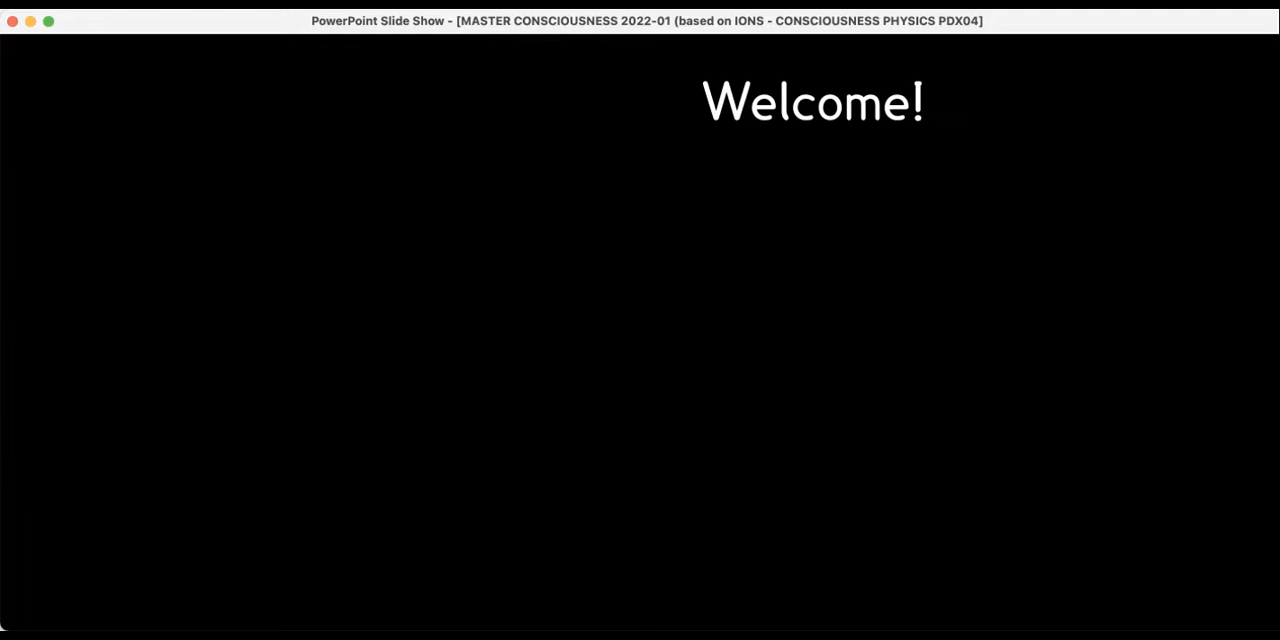 PowerPoint Slide Show - [MASTER CONSCIOUSNESS 2022-01 (based on IONS - CONSCIOUSNESS PHYSICS PDX04]
Welcome!